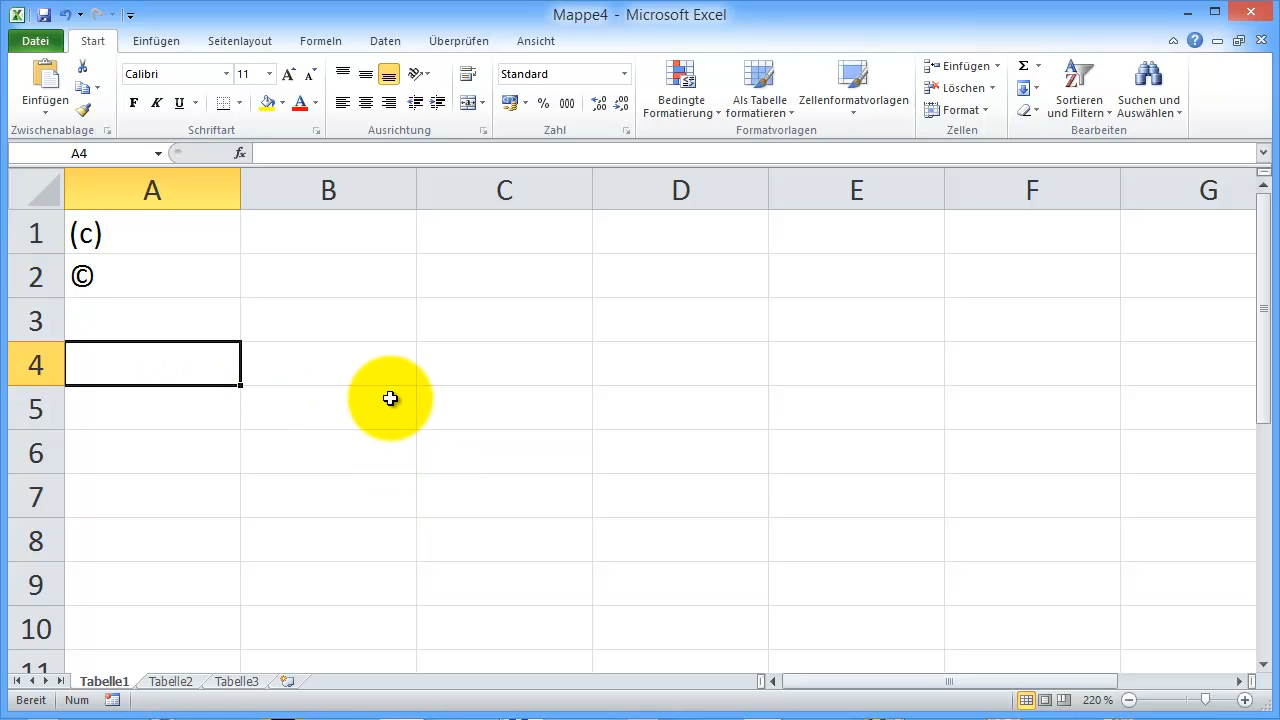 Mappe4 - Microsoft Excel
Datei Start Einfügen Seitenlayout Formeln Daten Überprüfen Ansicht
Einfügen
Zwischenablage
Calibri 11
F K U
Schriftart
Ausrichtung
Standard
% 000
Zahl
Bedingte Formatierung
Als Tabelle formatieren
Zellenformatvorlagen
Formatvorlagen
Einfügen
Löschen
Format
Zellen
Σ
Sortieren und Filtern
Suchen und Auswählen
Bearbeiten
A4 fx
A B C D E F G
1 (c)
2 ©
3
4
5
6
7
8
9
10
11
Tabelle1 Tabelle2 Tabelle3
Bereit Num 220 %